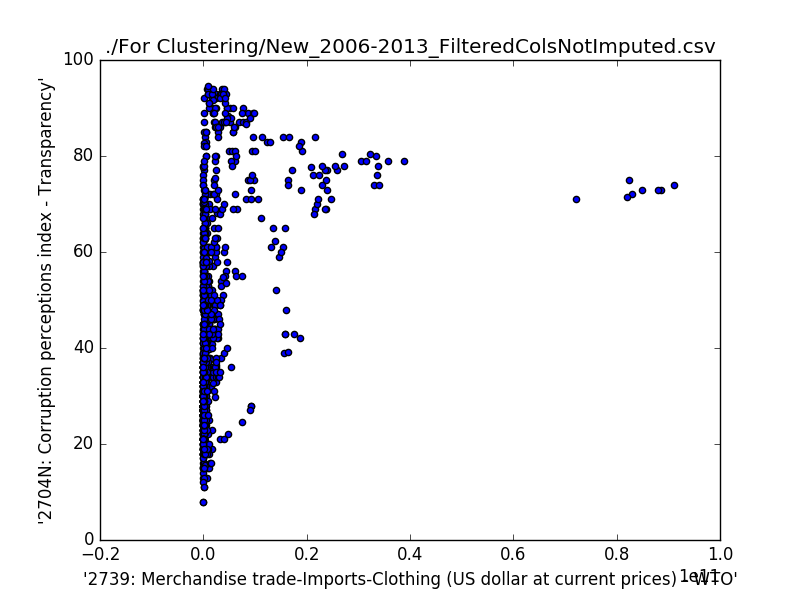 ./For Clustering/New_2006-2013_FilteredColsNotImputed.csv
100
80
60
40
20
0
'2704N: Corruption perceptions index - Transparency'
−0.2 0.0 0.2 0.4 0.6 0.8 1.0
1e11
'2739: Merchandise trade-Imports-Clothing (US dollar at current prices) - WTO'